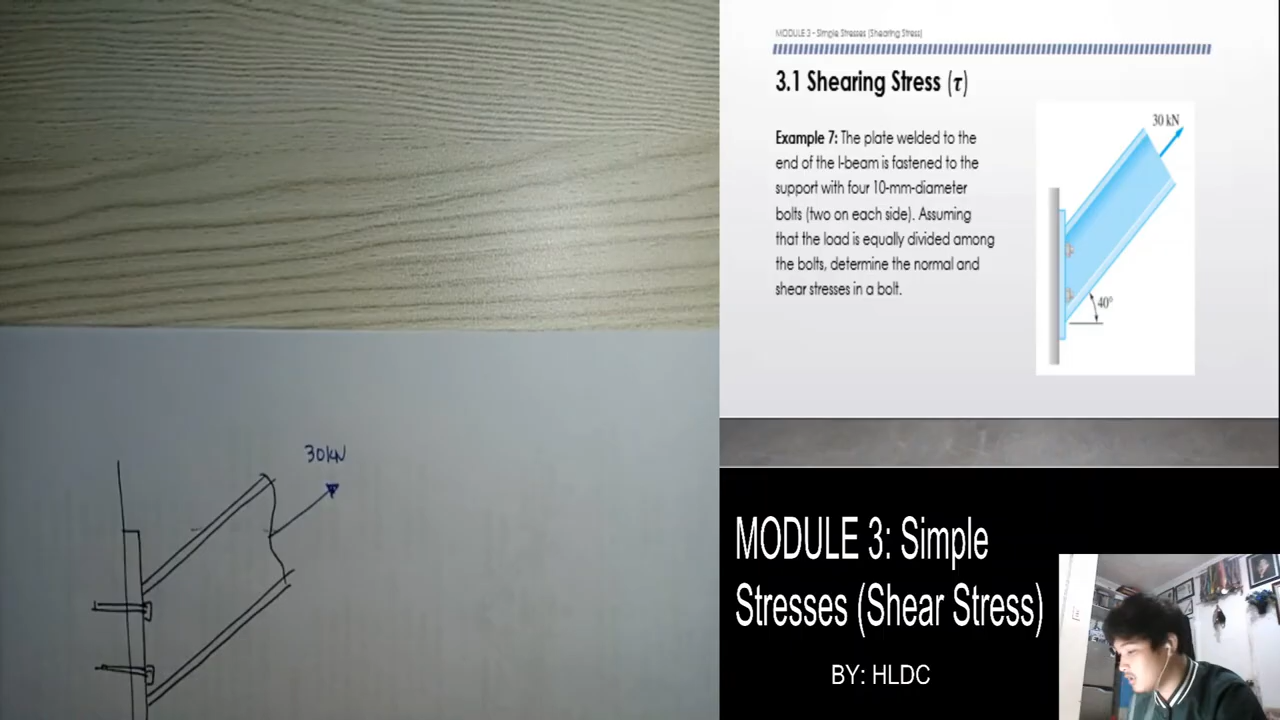 MODULE 3 - Simple Stresses (Shearing Stress)
3.1 Shearing Stress (τ)
Example 7: The plate welded to the
end of the I-beam is fastened to the
support with four 10-mm-diameter
bolts (two on each side). Assuming
that the load is equally divided among
the bolts, determine the normal and
shear stresses in a bolt.
30 kN
40°
30kN
MODULE 3: Simple
Stresses (Shear Stress)
BY: HLDC